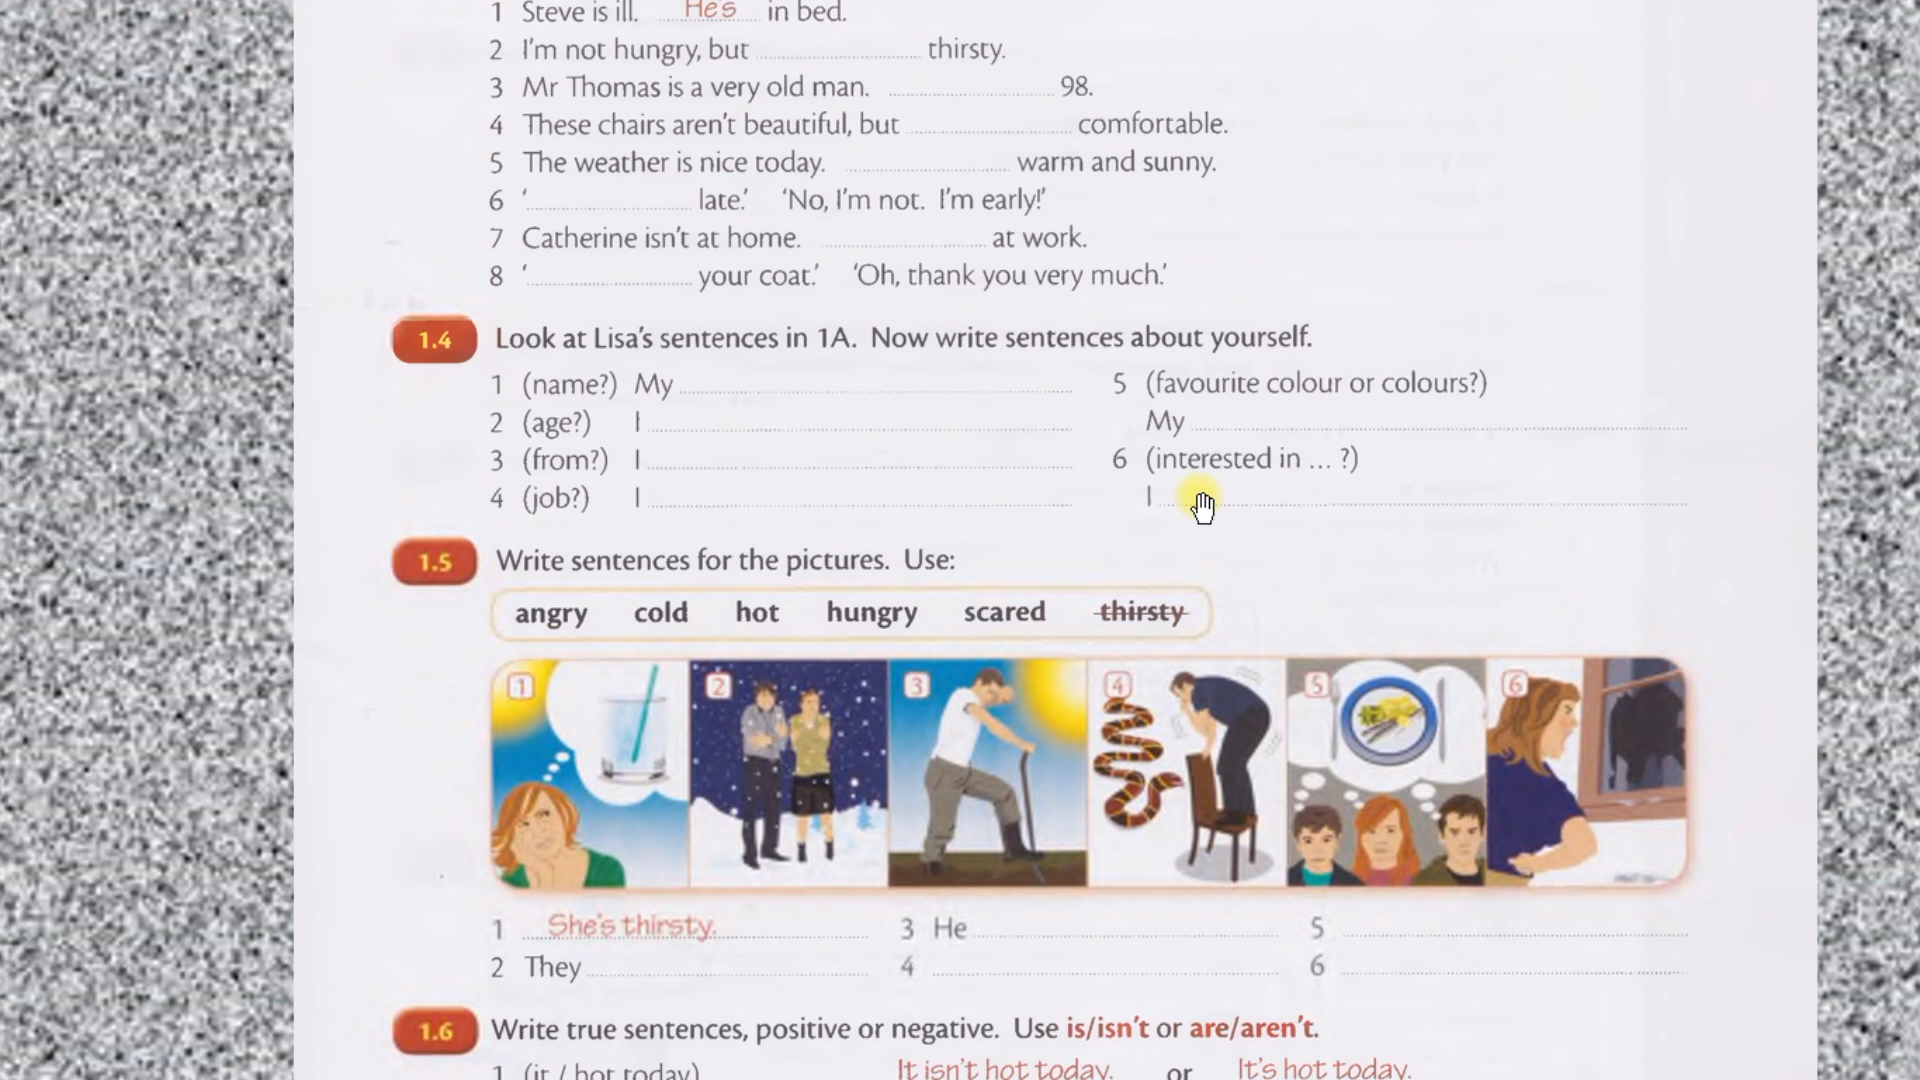 1 Steve is ill. He's in bed.
2 I'm not hungry, but ............ thirsty.
3 Mr Thomas is a very old man. ............ 98.
4 These chairs aren't beautiful, but ............ comfortable.
5 The weather is nice today. ............ warm and sunny.
6 '............ late.' 'No, I'm not. I'm early!'
7 Catherine isn't at home. ............ at work.
8 '............ your coat.' 'Oh, thank you very much.'
1.4 Look at Lisa's sentences in 1A. Now write sentences about yourself.
1 (name?) My ............
2 (age?) I ............
3 (from?) I ............
4 (job?) I ............
5 (favourite colour or colours?)
My ............
6 (interested in ... ?)
I ............
1.5 Write sentences for the pictures. Use:
angry cold hot hungry scared thirsty
1 2 3 4 5 6
1 She's thirsty.
2 They ............
3 He ............
4 ............
5 ............
6 ............
1.6 Write true sentences, positive or negative. Use is/isn't or are/aren't.
1 (it / hot today) It isn't hot today. or It's hot today.